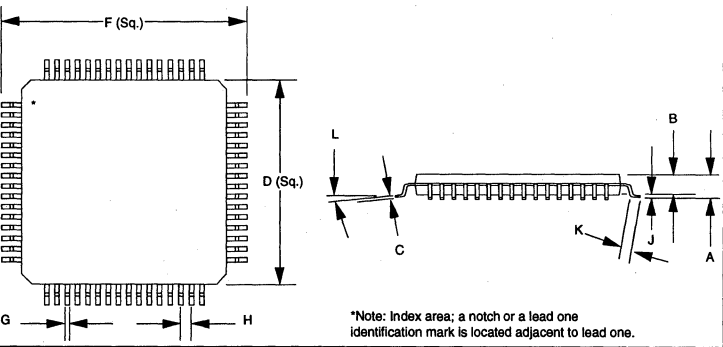 F (Sq.)
*
D (Sq.)
G
H
L
C
B
K
J
A
*Note: Index area; a notch or a lead one
identification mark is located adjacent to lead one.